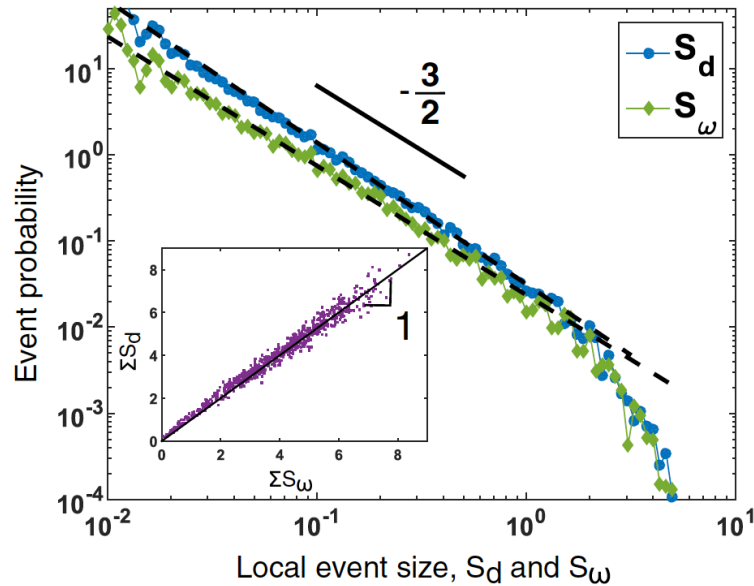 10^1
10^0
10^-1
10^-2
10^-3
10^-4
Event probability
-3/2
S_d
S_ω
8
6
4
2
0
ΣS_d
1
0 2 4 6 8
ΣS_ω
10^-2 10^-1 10^0 10^1
Local event size, S_d and S_ω